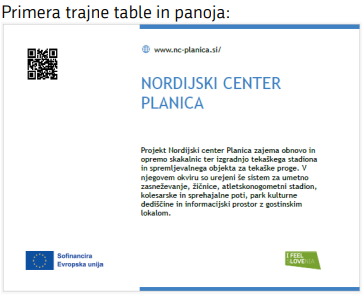 Primera trajne table in panoja:
www.nc-planica.si/
NORDIJSKI CENTER
PLANICA
Projekt Nordijski center Planica zajema obnovo in
opremo skakalnic ter izgradnjo tekaškega stadiona
in spremljevalnega objekta za tekaške proge. V
njegovem okviru so urejeni še sistem za umetno
zasneževanje, žičnice, atletskonogometni stadion,
kolesarske in sprehajalne poti, park kulturne
dediščine in informacijski prostor z gostinskim
lokalom.
Sofinancira
Evropska unija
I FEEL
SLOVENIA